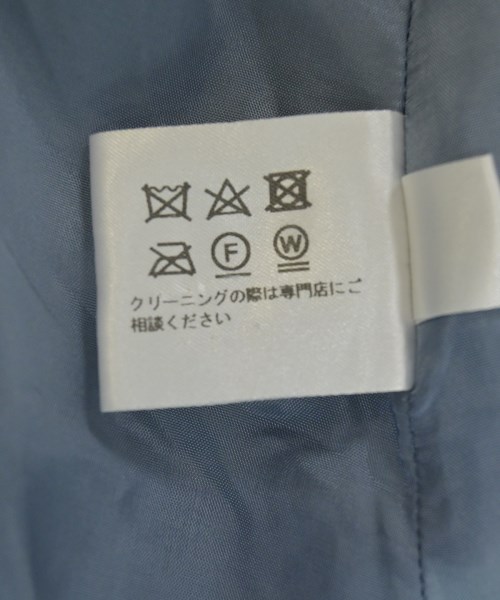 F W
クリーニングの際は専門店にご
相談ください